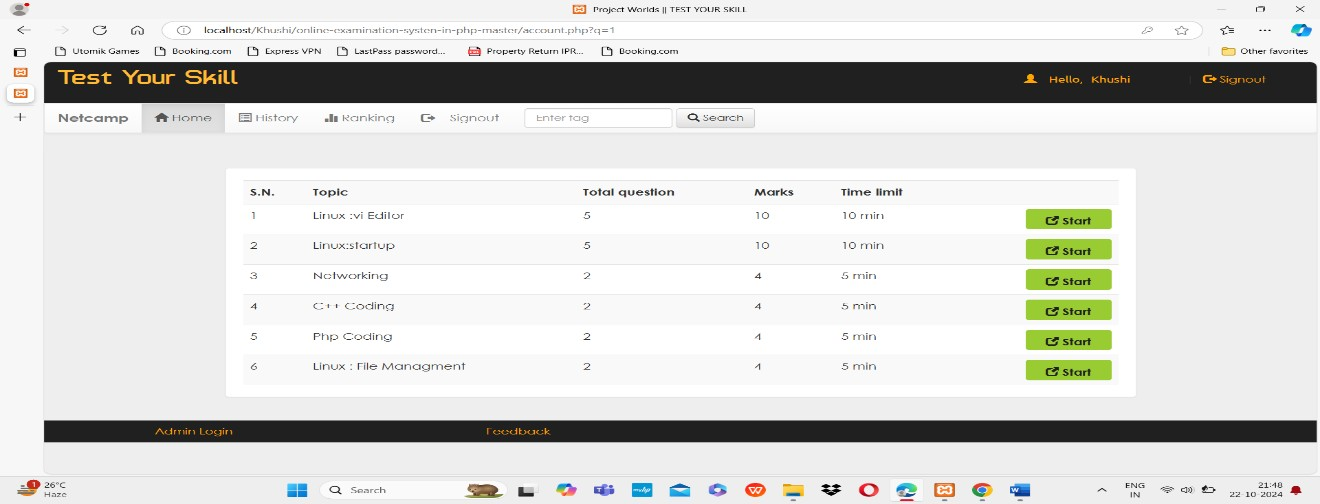 Project Worlds || TEST YOUR SKILL
localhost/Khushi/online-examination-systen-in-php-master/account.php?q=1
Utomik Games Booking.com Express VPN LastPass password... Property Return IPR... Booking.com Other favorites
Test Your Skill Hello, Khushi Signout
Netcamp Home History Ranking Signout Enter tag Search
S.N. Topic Total question Marks Time limit
1 Linux :vi Editor 5 10 10 min Start
2 Linux:startup 5 10 10 min Start
3 Networking 2 4 5 min Start
4 C++ Coding 2 4 5 min Start
5 Php Coding 2 4 5 min Start
6 Linux : File Managment 2 4 5 min Start
Admin Login Feedback
1 26°C Search ENG 21:48
Haze IN 22-10-2024